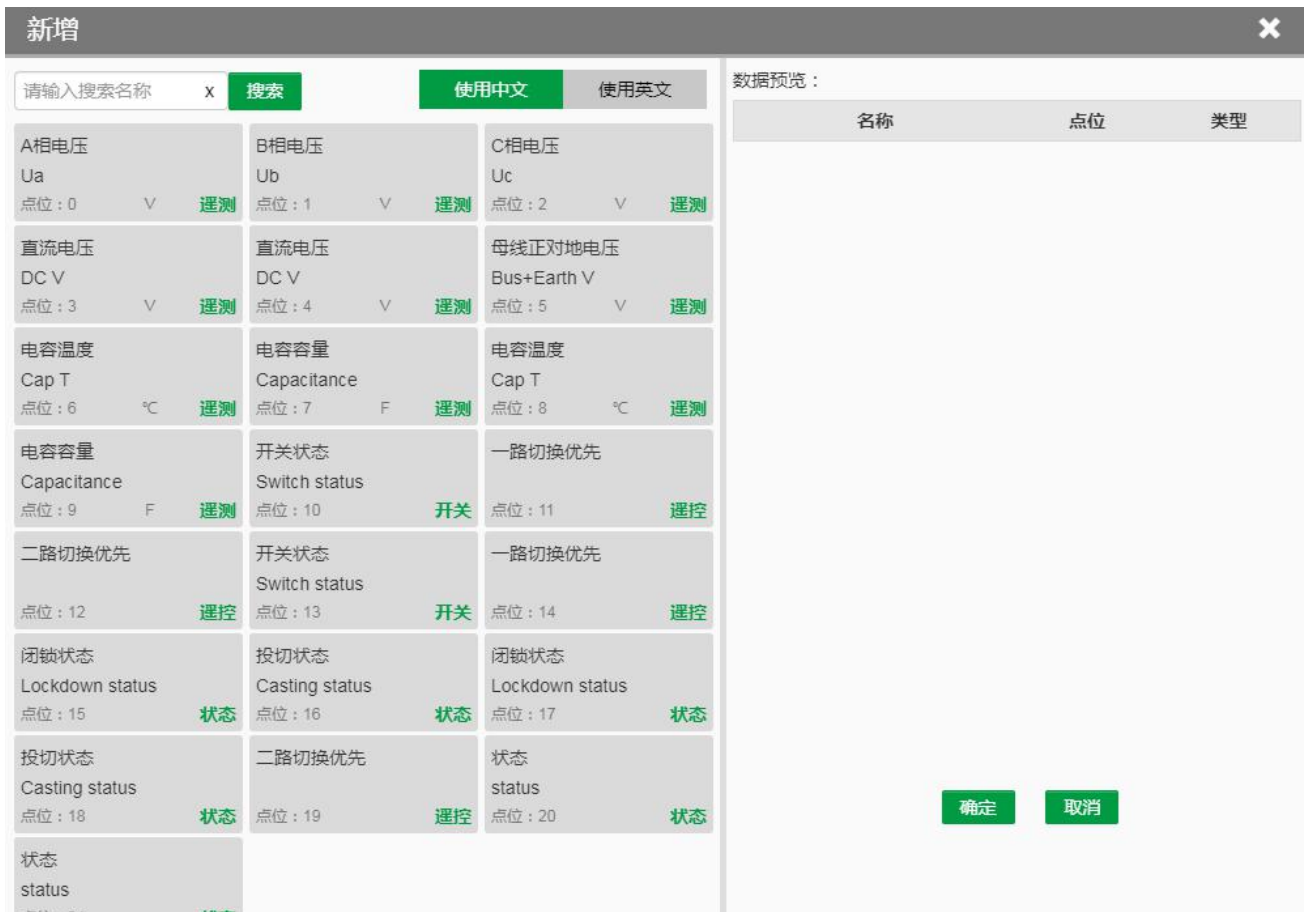 新增
请输入搜索名称 x 搜索 使用中文 使用英文
A相电压
Ua
点位：0 V 遥测
B相电压
Ub
点位：1 V 遥测
C相电压
Uc
点位：2 V 遥测
直流电压
DC V
点位：3 V 遥测
直流电压
DC V
点位：4 V 遥测
母线正对地电压
Bus+Earth V
点位：5 V 遥测
电容温度
Cap T
点位：6 ℃ 遥测
电容容量
Capacitance
点位：7 F 遥测
电容温度
Cap T
点位：8 ℃ 遥测
电容容量
Capacitance
点位：9 F 遥测
开关状态
Switch status
点位：10 开关
一路切换优先
点位：11 遥控
二路切换优先
点位：12 遥控
开关状态
Switch status
点位：13 开关
一路切换优先
点位：14 遥控
闭锁状态
Lockdown status
点位：15 状态
投切状态
Casting status
点位：16 状态
闭锁状态
Lockdown status
点位：17 状态
投切状态
Casting status
点位：18 状态
二路切换优先
点位：19 遥控
状态
status
点位：20 状态
状态
status
数据预览：
名称 点位 类型
确定 取消